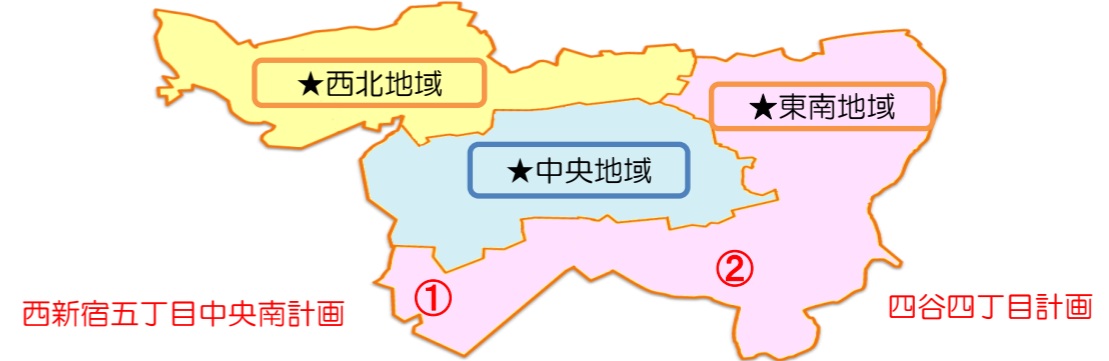 ★西北地域
★東南地域
★中央地域
①
②
西新宿五丁目中央南計画
四谷四丁目計画